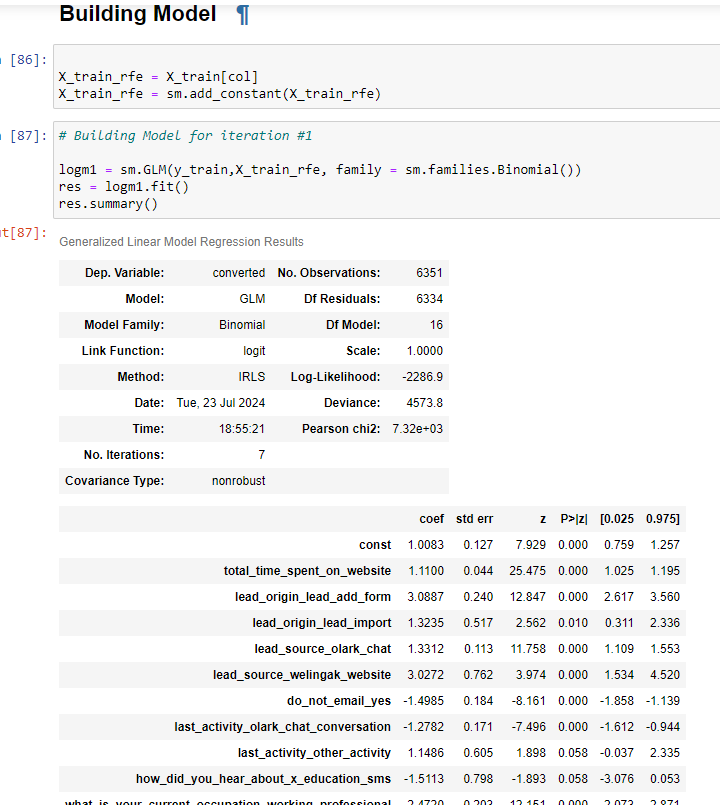 Building Model ¶
[86]:
X_train_rfe = X_train[col]
X_train_rfe = sm.add_constant(X_train_rfe)
[87]:
# Building Model for iteration #1
logm1 = sm.GLM(y_train,X_train_rfe, family = sm.families.Binomial())
res = logm1.fit()
res.summary()
t[87]:
Generalized Linear Model Regression Results
Dep. Variable: converted No. Observations: 6351
Model: GLM Df Residuals: 6334
Model Family: Binomial Df Model: 16
Link Function: logit Scale: 1.0000
Method: IRLS Log-Likelihood: -2286.9
Date: Tue, 23 Jul 2024 Deviance: 4573.8
Time: 18:55:21 Pearson chi2: 7.32e+03
No. Iterations: 7
Covariance Type: nonrobust
coef std err z P>|z| [0.025 0.975]
const 1.0083 0.127 7.929 0.000 0.759 1.257
total_time_spent_on_website 1.1100 0.044 25.475 0.000 1.025 1.195
lead_origin_lead_add_form 3.0887 0.240 12.847 0.000 2.617 3.560
lead_origin_lead_import 1.3235 0.517 2.562 0.010 0.311 2.336
lead_source_olark_chat 1.3312 0.113 11.758 0.000 1.109 1.553
lead_source_welingak_website 3.0272 0.762 3.974 0.000 1.534 4.520
do_not_email_yes -1.4985 0.184 -8.161 0.000 -1.858 -1.139
last_activity_olark_chat_conversation -1.2782 0.171 -7.496 0.000 -1.612 -0.944
last_activity_other_activity 1.1486 0.605 1.898 0.058 -0.037 2.335
how_did_you_hear_about_x_education_sms -1.5113 0.798 -1.893 0.058 -3.076 0.053
what_is_your_current_occupation_working_professional 2.4720 0.203 12.151 0.000 2.073 2.871